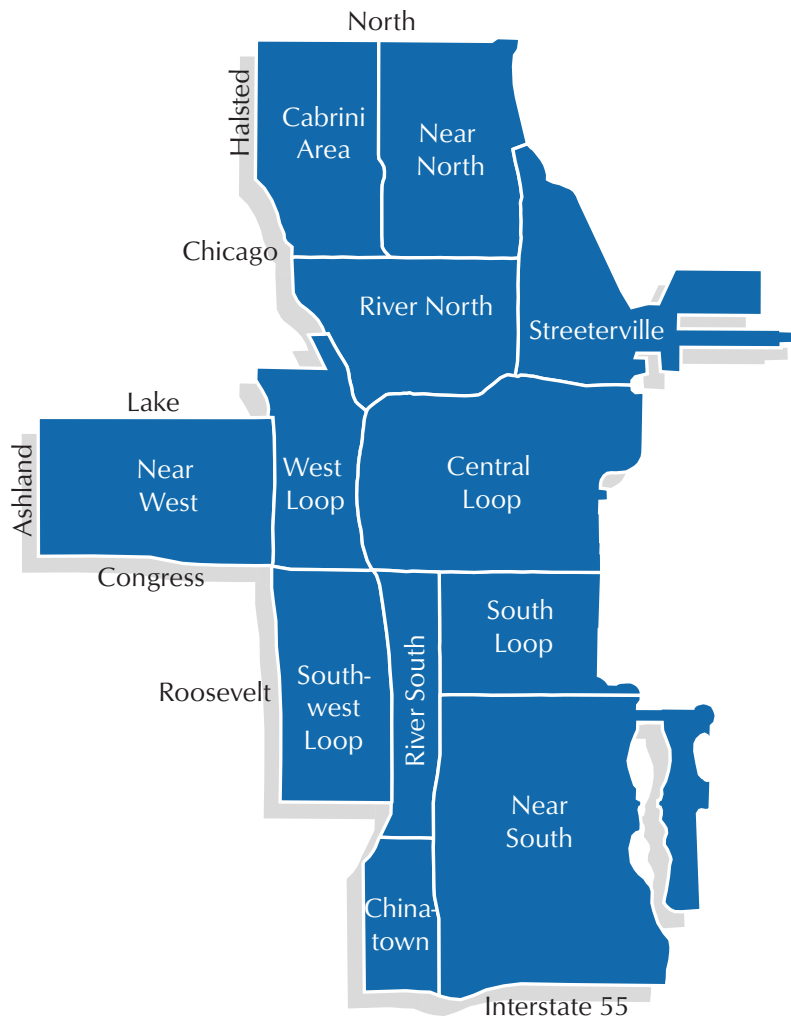 North
Halsted
Cabrini
Area
Near
North
Chicago
River North
Streeterville
Lake
Ashland
Near
West
West
Loop
Central
Loop
Congress
South
Loop
Roosevelt
South-
west
Loop
River South
Near
South
China-
town
Interstate 55